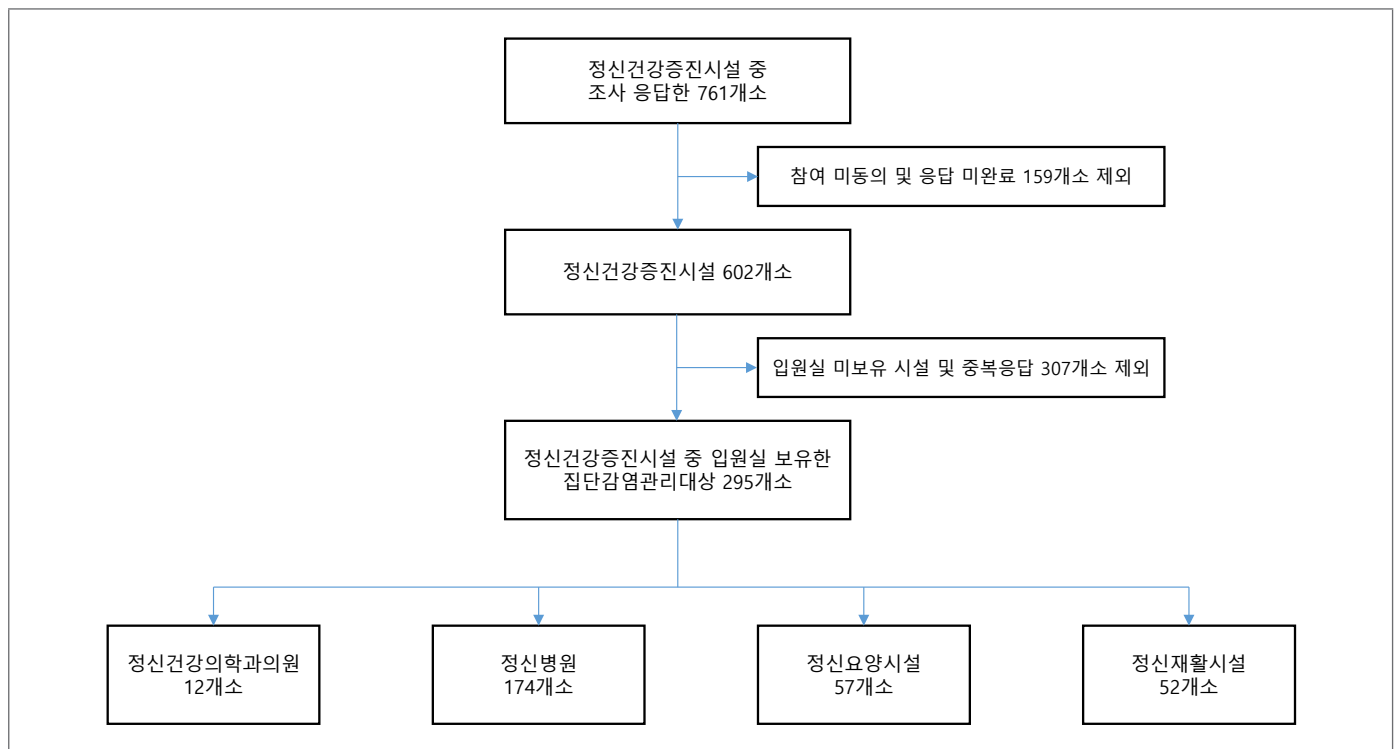 정신건강증진시설 중
조사 응답한 761개소
참여 미동의 및 응답 미완료 159개소 제외
정신건강증진시설 602개소
입원실 미보유 시설 및 중복응답 307개소 제외
정신건강증진시설 중 입원실 보유한
집단감염관리대상 295개소
정신건강의학과의원
12개소
정신병원
174개소
정신요양시설
57개소
정신재활시설
52개소